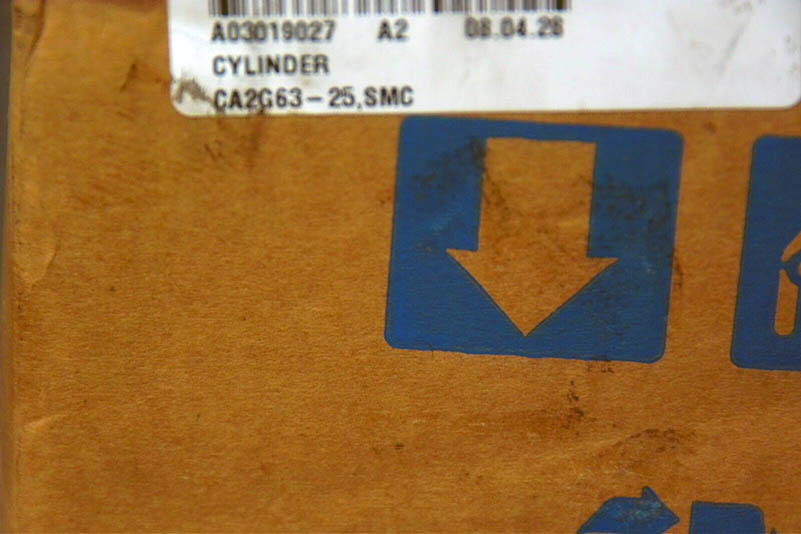 A03019027 A2 08.04.28
CYLINDER
CA2G63-25,SMC